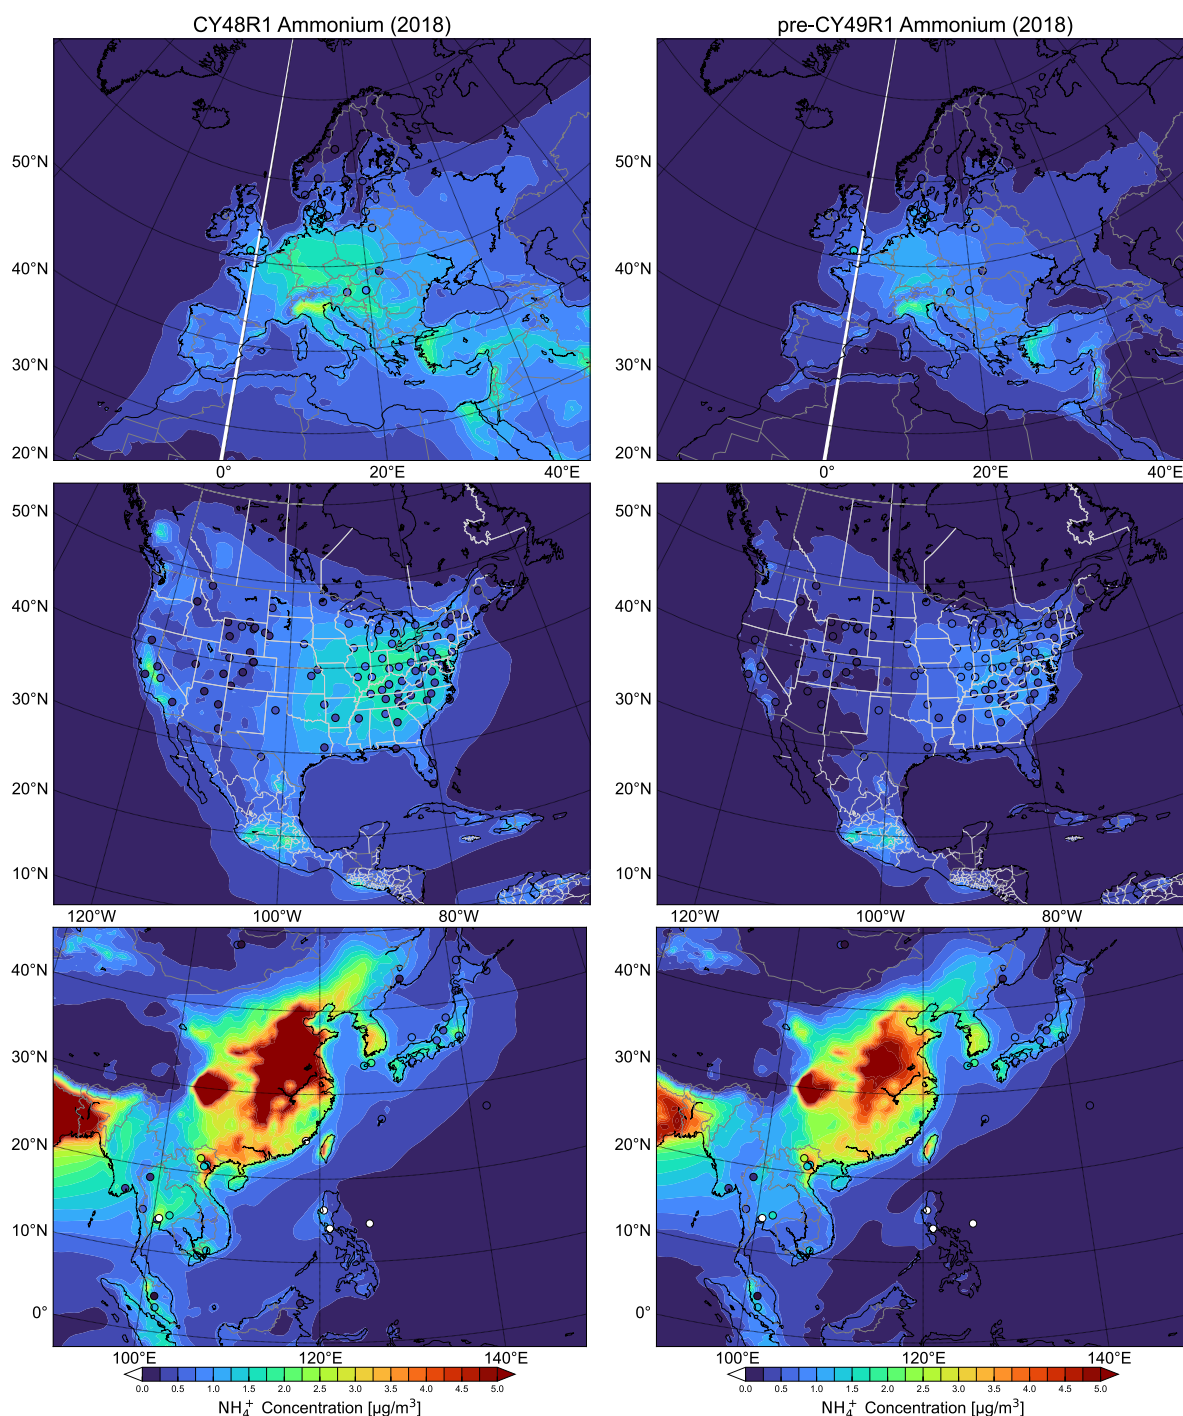 CY48R1 Ammonium (2018)
pre-CY49R1 Ammonium (2018)
50°N
40°N
30°N
20°N
0°
20°E
40°E
50°N
40°N
30°N
20°N
0°
20°E
40°E
50°N
40°N
30°N
20°N
10°N
120°W
100°W
80°W
50°N
40°N
30°N
20°N
10°N
120°W
100°W
80°W
40°N
30°N
20°N
10°N
0°
100°E
120°E
140°E
40°N
30°N
20°N
10°N
0°
100°E
120°E
140°E
0.0 0.5 1.0 1.5 2.0 2.5 3.0 3.5 4.0 4.5 5.0
NH₄⁺ Concentration [µg/m³]
0.0 0.5 1.0 1.5 2.0 2.5 3.0 3.5 4.0 4.5 5.0
NH₄⁺ Concentration [µg/m³]